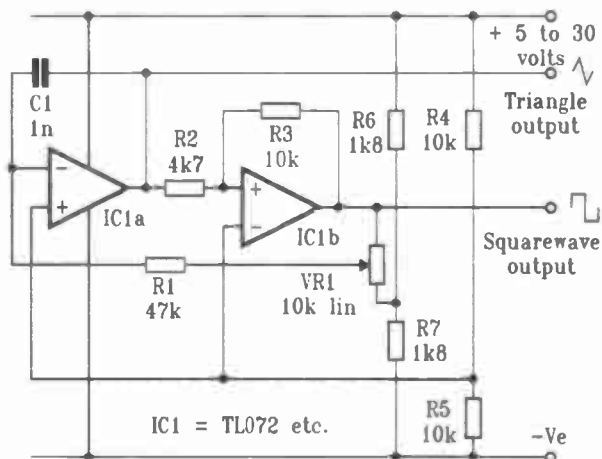 + 5 to 30
volts
Triangle
output
C1
1n
R2
4k7
R3
10k
R6
1k8
R4
10k
−
+
IC1a
+
−
IC1b
Squarewave
output
R1
47k
VR1
10k lin
R7
1k8
IC1 = TL072 etc.
R5
10k
-Ve